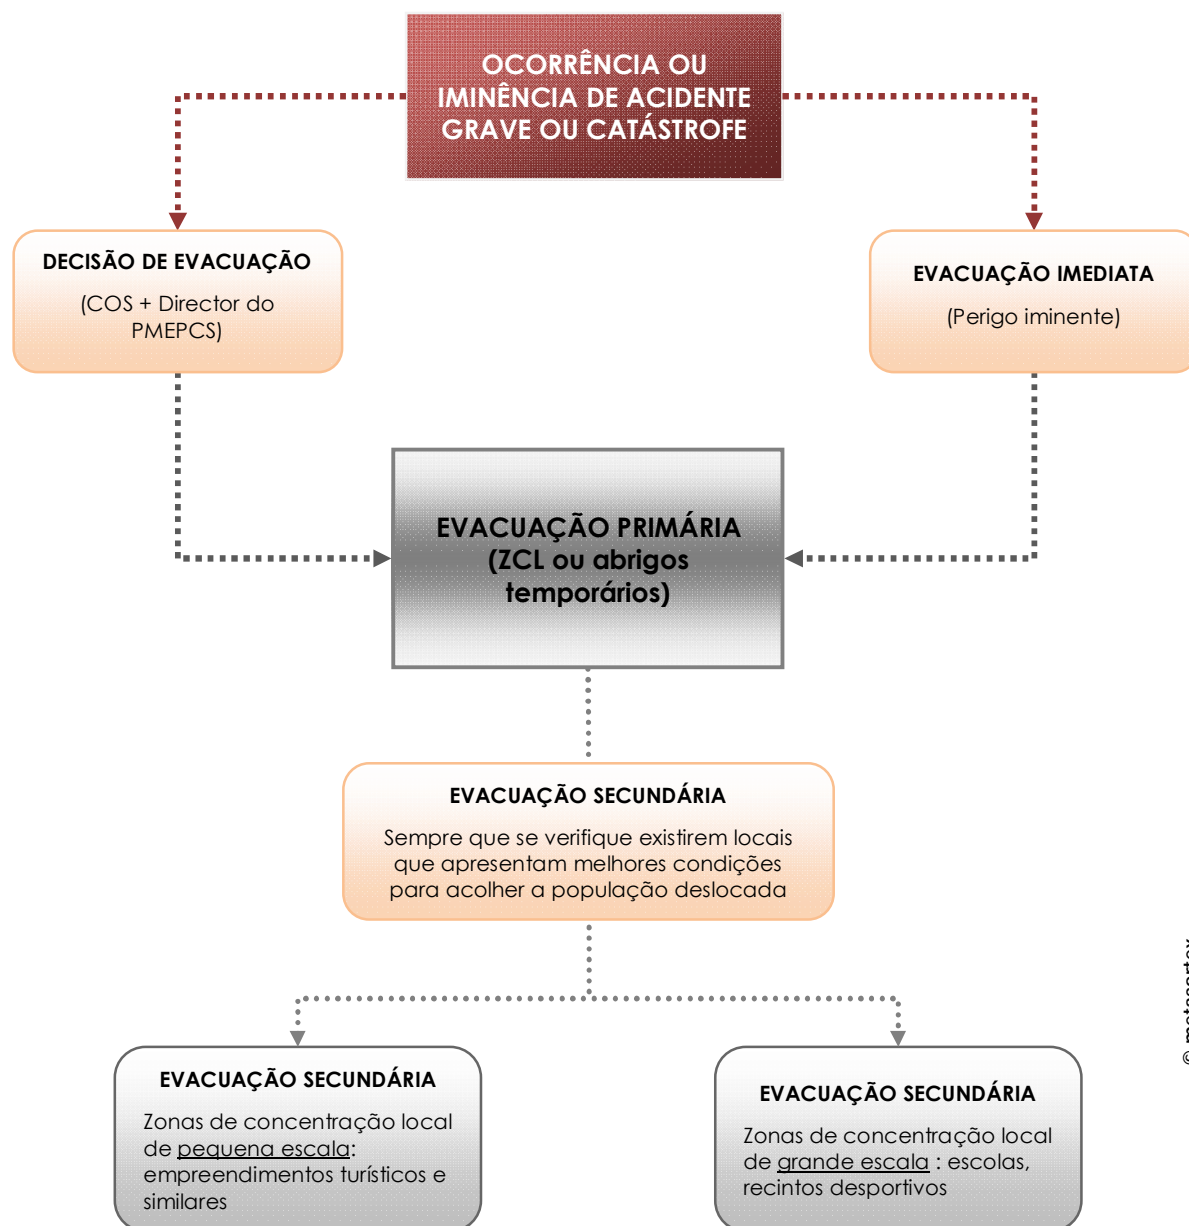 OCORRÊNCIA OU
IMINÊNCIA DE ACIDENTE
GRAVE OU CATÁSTROFE
DECISÃO DE EVACUAÇÃO
(COS + Director do
PMEPCS)
EVACUAÇÃO IMEDIATA
(Perigo iminente)
EVACUAÇÃO PRIMÁRIA
(ZCL ou abrigos
temporários)
EVACUAÇÃO SECUNDÁRIA
Sempre que se verifique existirem locais
que apresentam melhores condições
para acolher a população deslocada
EVACUAÇÃO SECUNDÁRIA
Zonas de concentração local
de pequena escala:
empreendimentos turísticos e
similares
EVACUAÇÃO SECUNDÁRIA
Zonas de concentração local
de grande escala : escolas,
recintos desportivos
© metacortex